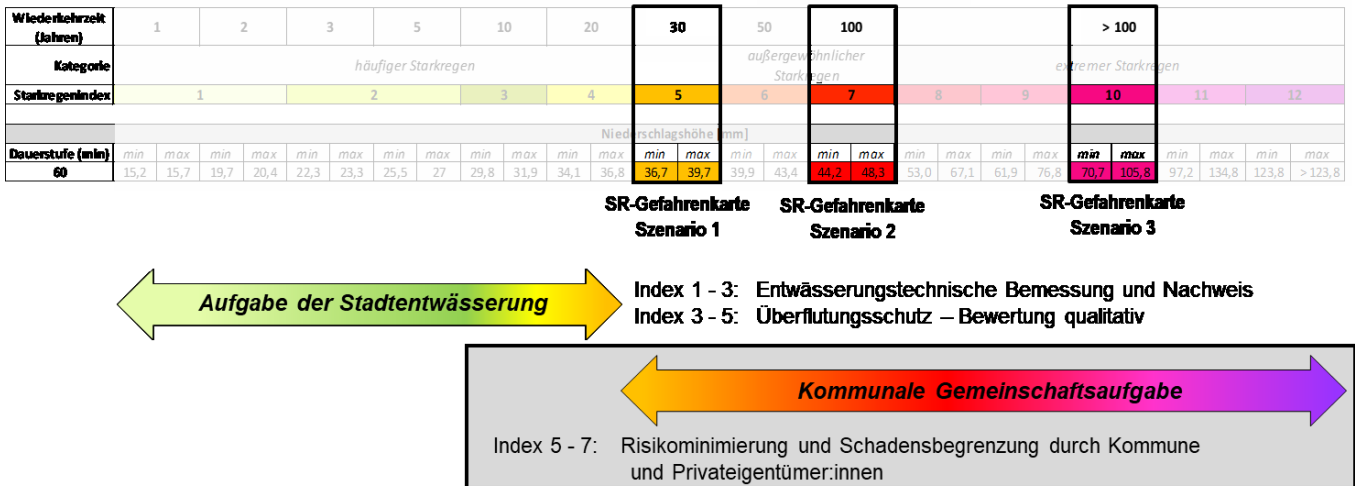 Wiederkehrzeit (Jahren) 1 2 3 5 10 20 30 50 100 > 100
Kategorie häufiger Starkregen außergewöhnlicher Starkregen extremer Starkregen
Starkregenindex 1 2 3 4 5 6 7 8 9 10 11 12
Niederschlagshöhe [mm]
Dauerstufe (min) min max min max min max min max min max min max min max min max min max min max min max min max min max min max
60 15,2 15,7 19,7 20,4 22,3 23,3 25,5 27 29,8 31,9 34,1 36,8 36,7 39,7 39,9 43,4 44,2 48,3 53,0 67,1 61,9 76,8 70,7 105,8 97,2 134,8 123,8 > 123,8
SR-Gefahrenkarte SR-Gefahrenkarte SR-Gefahrenkarte
Szenario 1 Szenario 2 Szenario 3
Aufgabe der Stadtentwässerung
Index 1 - 3: Entwässerungstechnische Bemessung und Nachweis
Index 3 - 5: Überflutungsschutz – Bewertung qualitativ
Kommunale Gemeinschaftsaufgabe
Index 5 - 7: Risikominimierung und Schadensbegrenzung durch Kommune
und Privateigentümer:innen